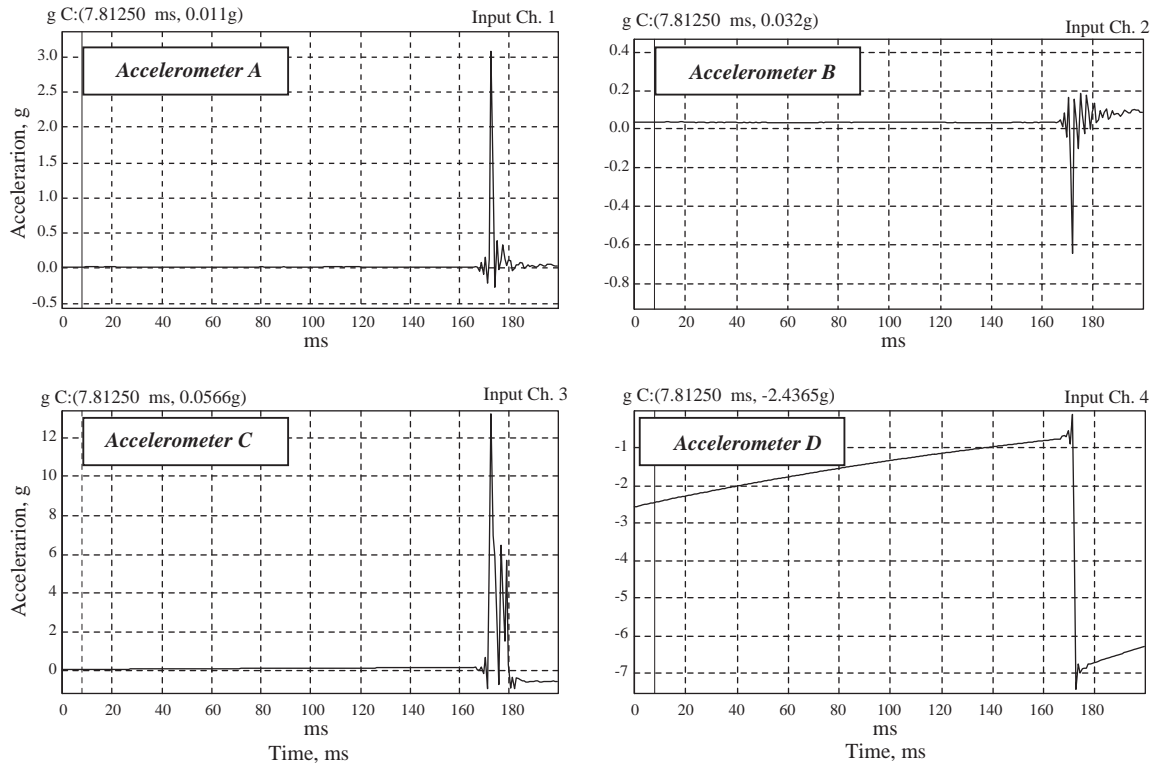 g C:(7.81250 ms, 0.011g) Input Ch. 1
Accelerometer A
Accelerarion, g
3.0
2.5
2.0
1.5
1.0
0.5
0.0
-0.5
0 20 40 60 80 100 120 140 160 180
ms
g C:(7.81250 ms, 0.032g) Input Ch. 2
Accelerometer B
0.4
0.2
0.0
-0.2
-0.4
-0.6
-0.8
0 20 40 60 80 100 120 140 160 180
ms
g C:(7.81250 ms, 0.0566g) Input Ch. 3
Accelerometer C
Accelerarion, g
12
10
8
6
4
2
0
0 20 40 60 80 100 120 140 160 180
ms
Time, ms
g C:(7.81250 ms, -2.4365g) Input Ch. 4
Accelerometer D
-1
-1
-2
-3
-4
-5
-6
-7
0 20 40 60 80 100 120 140 160 180
ms
Time, ms